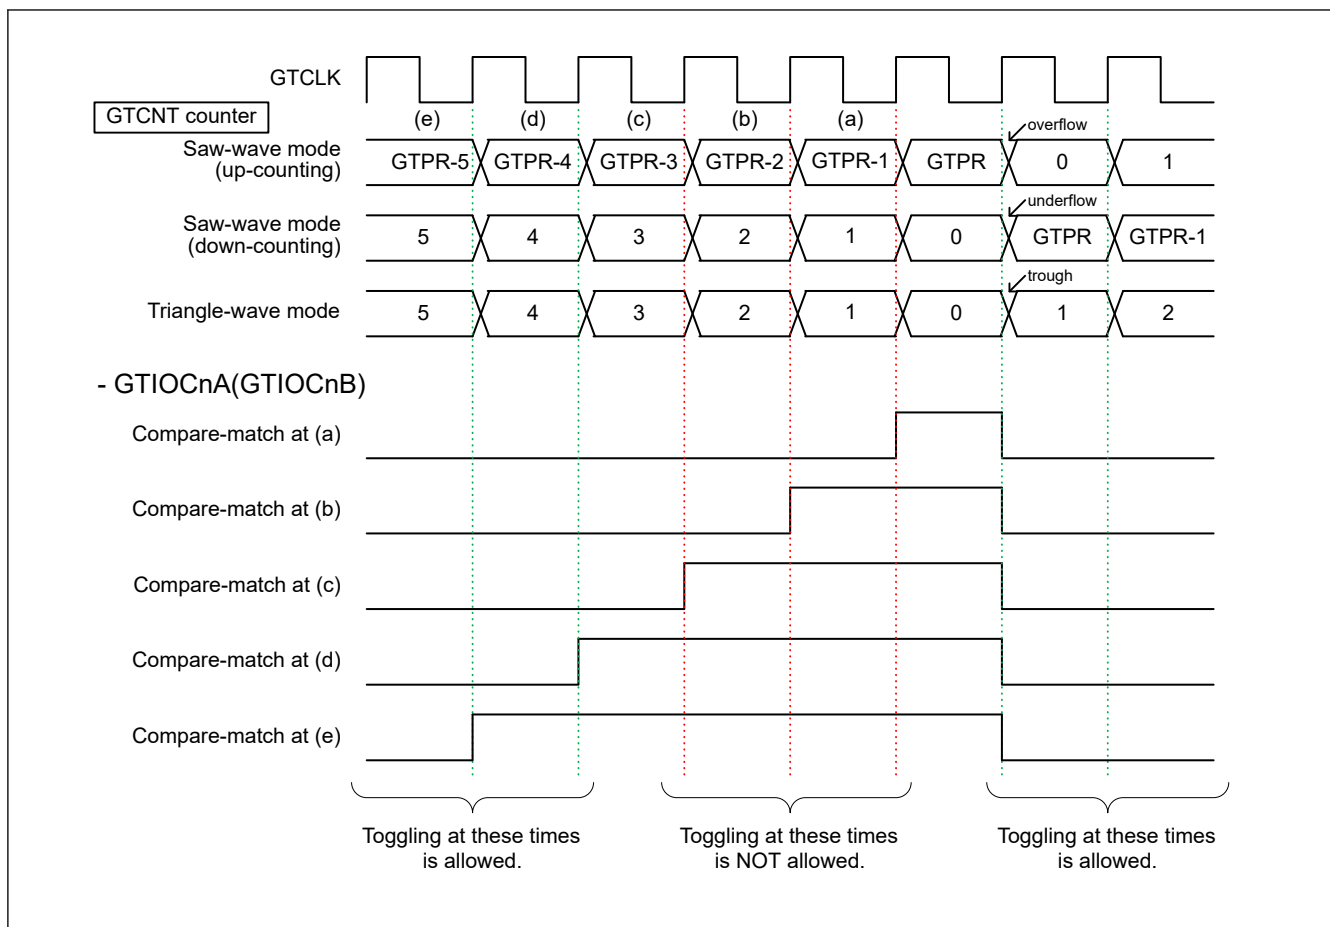 GTCLK
GTCNT counter
(e) (d) (c) (b) (a)
overflow
Saw-wave mode
(up-counting)
GTPR-5 GTPR-4 GTPR-3 GTPR-2 GTPR-1 GTPR 0 1
underflow
Saw-wave mode
(down-counting)
5 4 3 2 1 0 GTPR GTPR-1
trough
Triangle-wave mode 5 4 3 2 1 0 1 2
- GTIOCnA(GTIOCnB)
Compare-match at (a)
Compare-match at (b)
Compare-match at (c)
Compare-match at (d)
Compare-match at (e)
Toggling at these times
is allowed.
Toggling at these times
is NOT allowed.
Toggling at these times
is allowed.